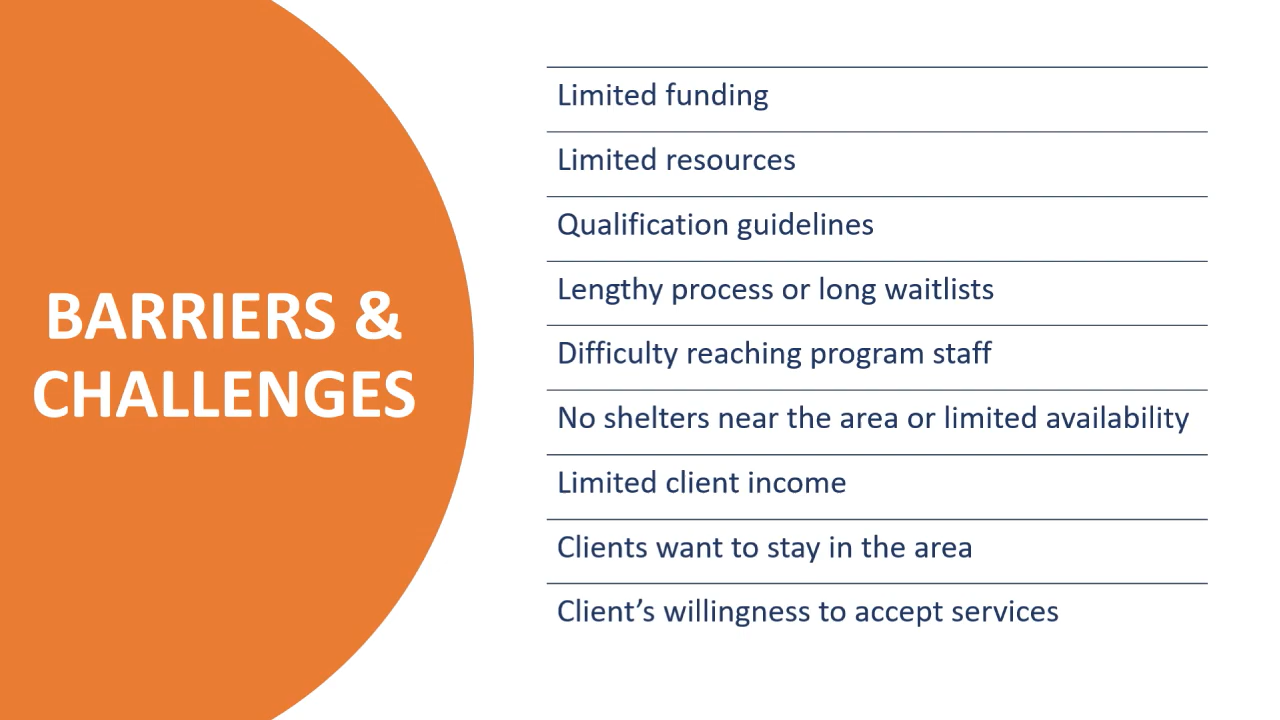 BARRIERS &
CHALLENGES
Limited funding
Limited resources
Qualification guidelines
Lengthy process or long waitlists
Difficulty reaching program staff
No shelters near the area or limited availability
Limited client income
Clients want to stay in the area
Client’s willingness to accept services